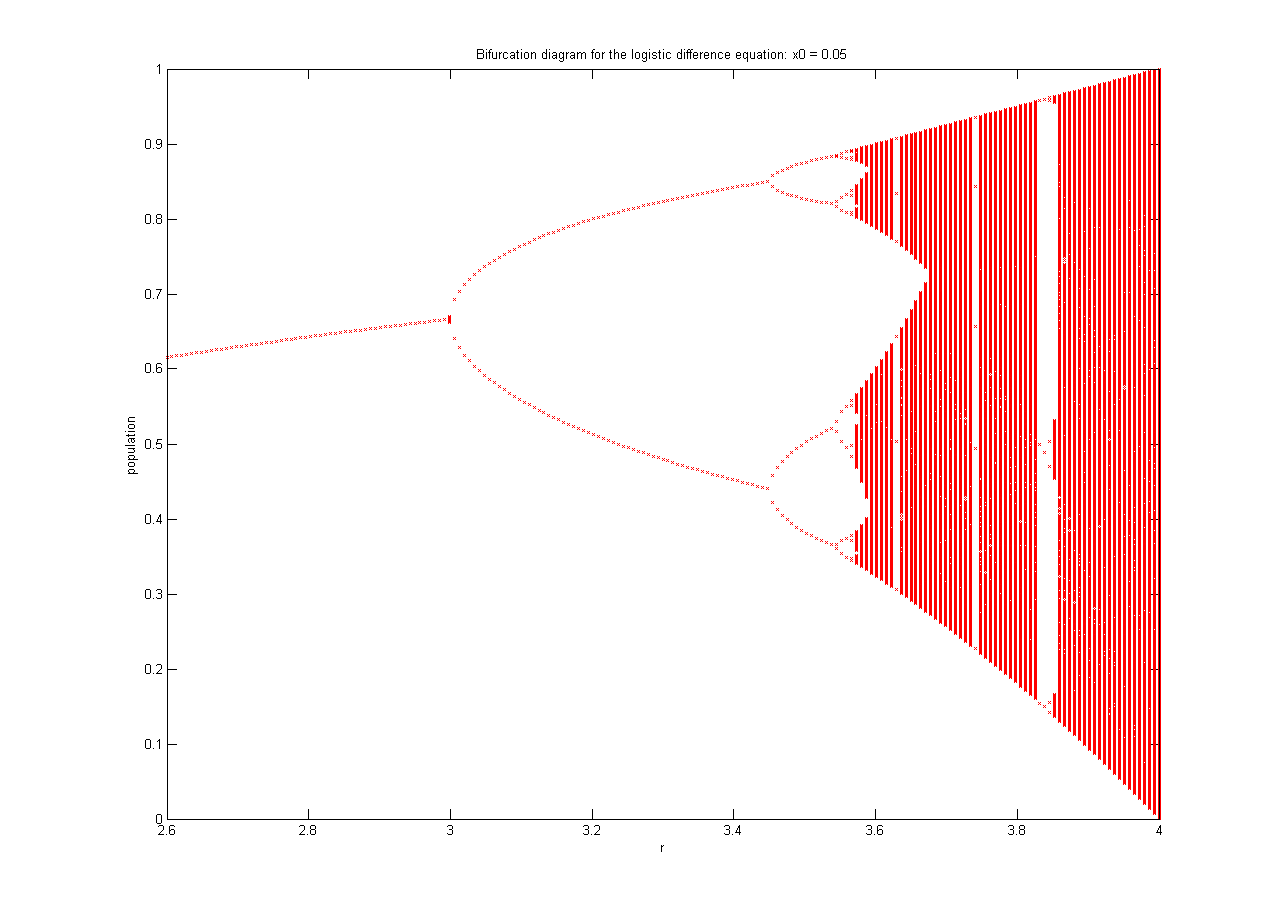 Bifurcation diagram for the logistic difference equation: x0 = 0.05
1
0.9
0.8
0.7
0.6
0.5
0.4
0.3
0.2
0.1
0
population
2.6 2.8 3 3.2 3.4 3.6 3.8 4
r